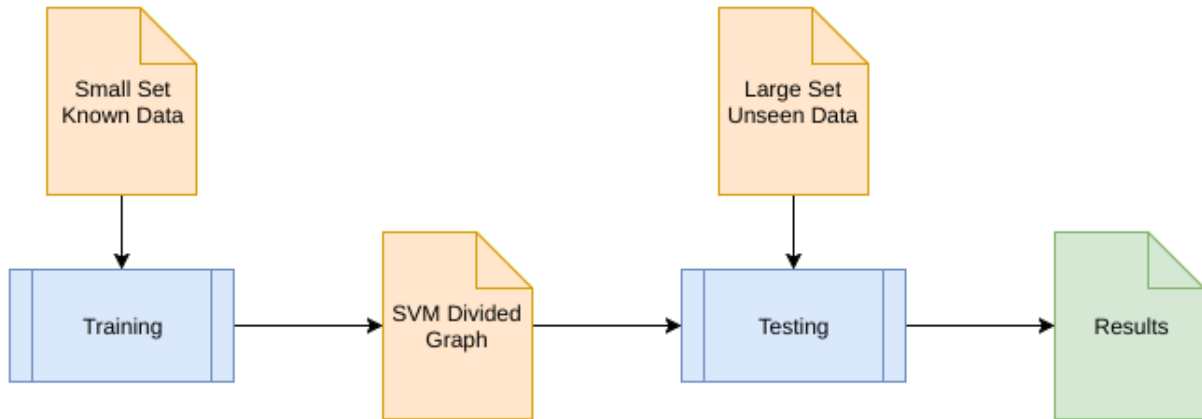 Small Set
Known Data
Large Set
Unseen Data
Training
SVM Divided
Graph
Testing
Results